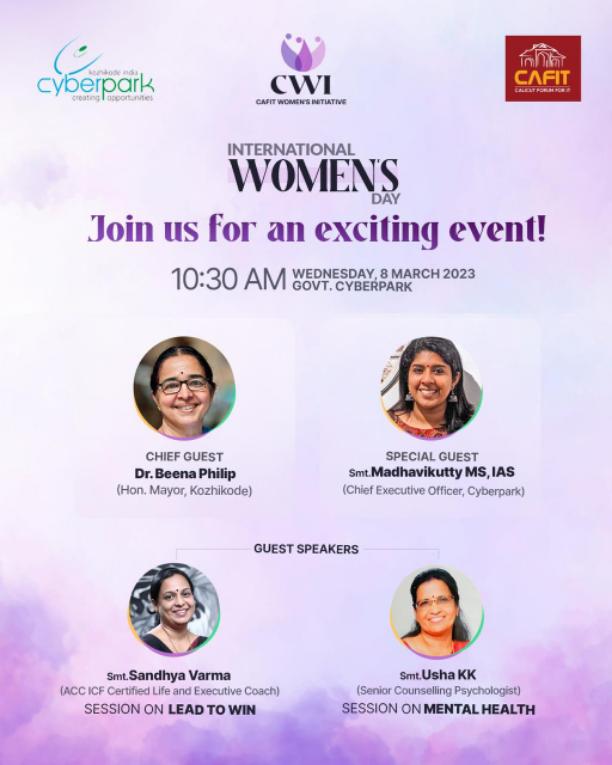 kozhikode india
cyberpark
creating opportunities
CWI
CAFIT WOMEN'S INITIATIVE
CAFIT
CALICUT FORUM FOR IT
INTERNATIONAL
WOMEN'S
DAY
Join us for an exciting event!
10:30 AM WEDNESDAY, 8 MARCH 2023
GOVT. CYBERPARK
CHIEF GUEST
Dr. Beena Philip
(Hon. Mayor, Kozhikode)
SPECIAL GUEST
Smt.Madhavikutty MS, IAS
(Chief Executive Officer, Cyberpark)
GUEST SPEAKERS
Smt.Sandhya Varma
(ACC ICF Certified Life and Executive Coach)
SESSION ON LEAD TO WIN
Smt.Usha KK
(Senior Counselling Psychologist)
SESSION ON MENTAL HEALTH